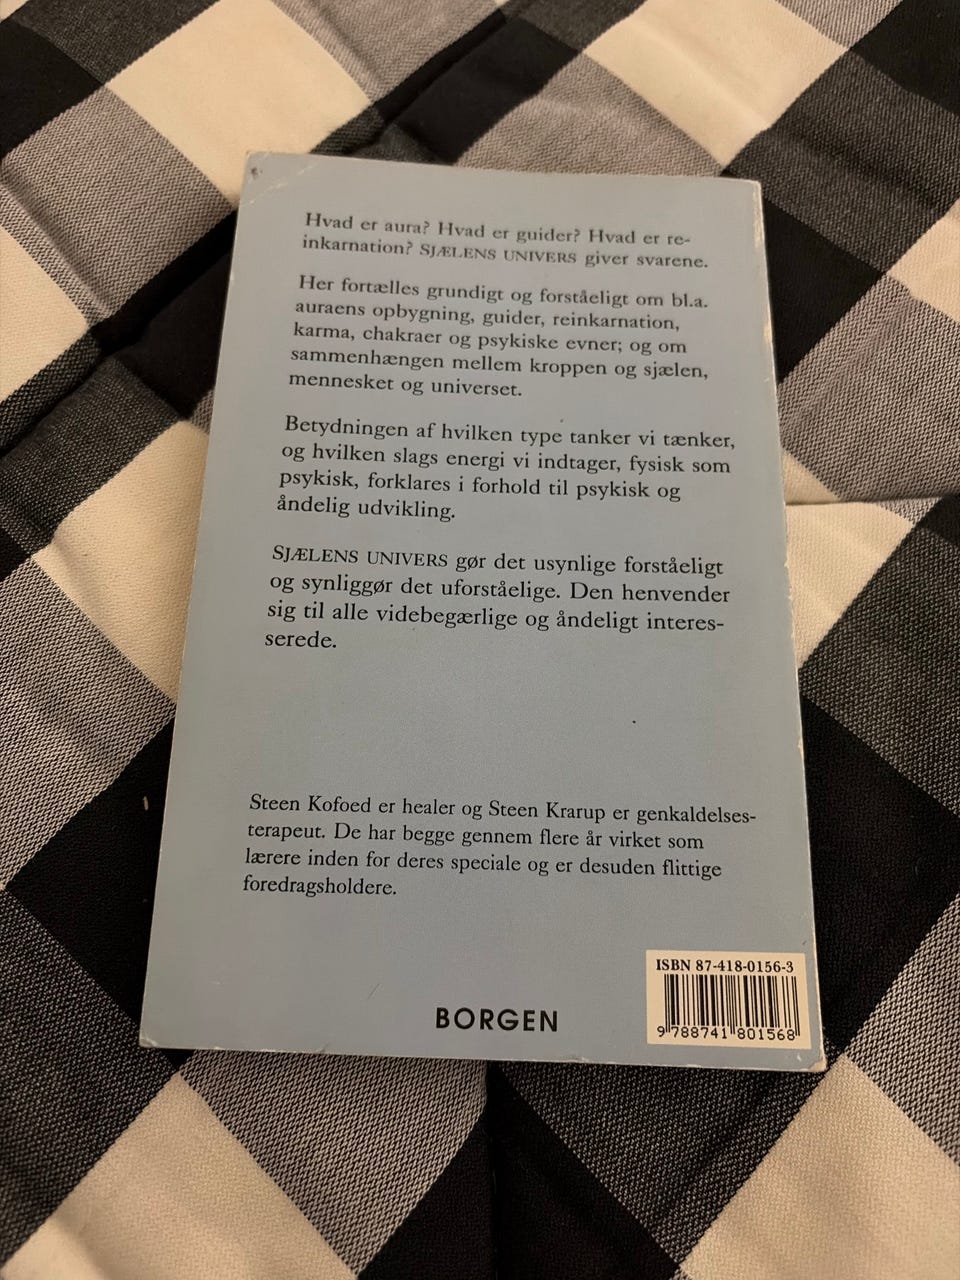 Hvad er aura? Hvad er guider? Hvad er re-
inkarnation? SJÆLENS UNIVERS giver svarene.
Her fortælles grundigt og forståeligt om bl.a.
auraens opbygning, guider, reinkarnation,
karma, chakraer og psykiske evner; og om
sammenhængen mellem kroppen og sjælen,
mennesket og universet.
Betydningen af hvilken type tanker vi tænker,
og hvilken slags energi vi indtager, fysisk som
psykisk, forklares i forhold til psykisk og
åndelig udvikling.
SJÆLENS UNIVERS gør det usynlige forståeligt
og synliggør det uforståelige. Den henvender
sig til alle videbegærlige og åndeligt interes-
serede.
Steen Kofoed er healer og Steen Krarup er genkaldelses-
terapeut. De har begge gennem flere år virket som
lærere inden for deres speciale og er desuden flittige
foredragsholdere.
ISBN 87-418-0156-3
BORGEN
9 788741 801568